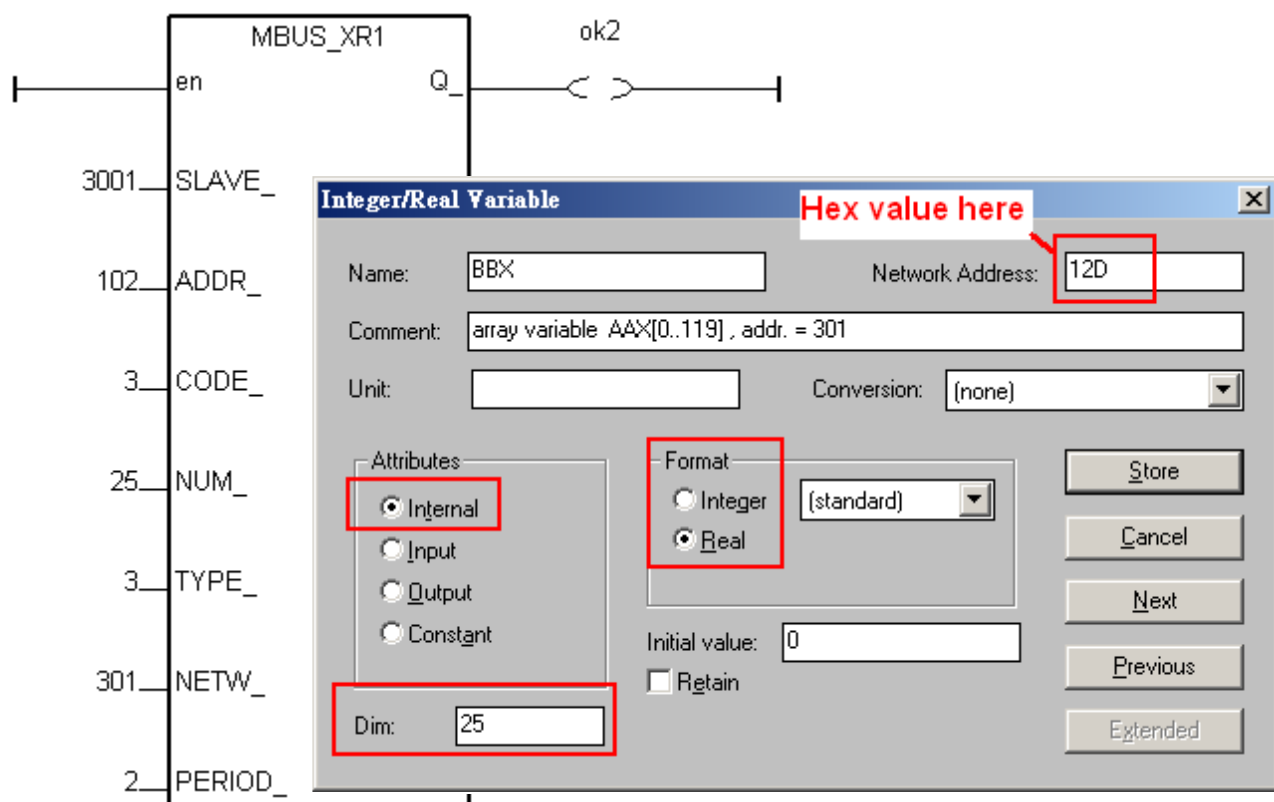 MBUS_XR1
ok2
en
Q_
3001
SLAVE_
102
ADDR_
3
CODE_
25
NUM_
3
TYPE_
301
NETW_
2
PERIOD_
Integer/Real Variable
Hex value here
Name:
BBX
Network Address:
12D
Comment:
array variable AAX[0..119] , addr. = 301
Unit:
Conversion:
(none)
Attributes
Internal
Input
Output
Constant
Format
Integer
(standard)
Real
Initial value:
0
Retain
Dim:
25
Store
Cancel
Next
Previous
Extended